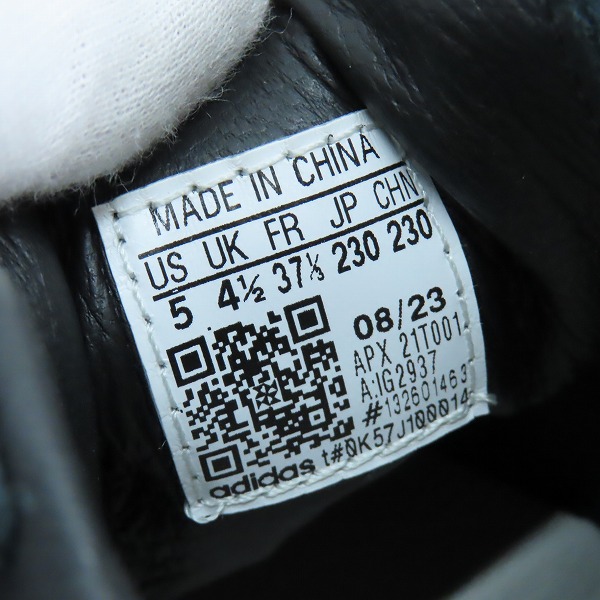 MADE IN CHINA
US UK FR JP CHN
5 4½ 37⅓ 230 230
08/23
APX 21T001
A:IG2937
#132601463
adidas t#0K57J100014